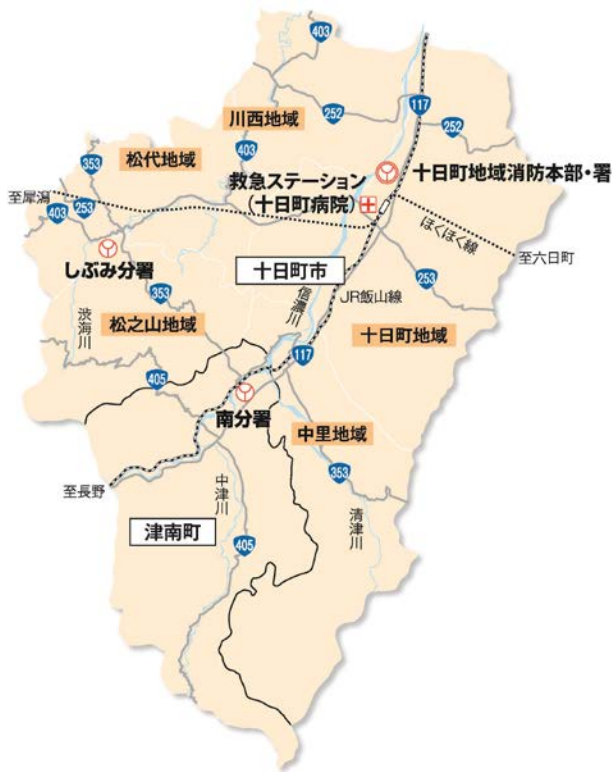 403
117
252
252
川西地域
353
403
松代地域
十日町地域消防本部・署
救急ステーション
(十日町病院)
至犀潟
403
253
ほくほく線
しぶみ分署
十日町市
至六日町
253
信濃川
JR飯山線
353
渋海川
松之山地域
十日町地域
117
405
南分署
中里地域
353
至長野
中津川
清津川
津南町
405